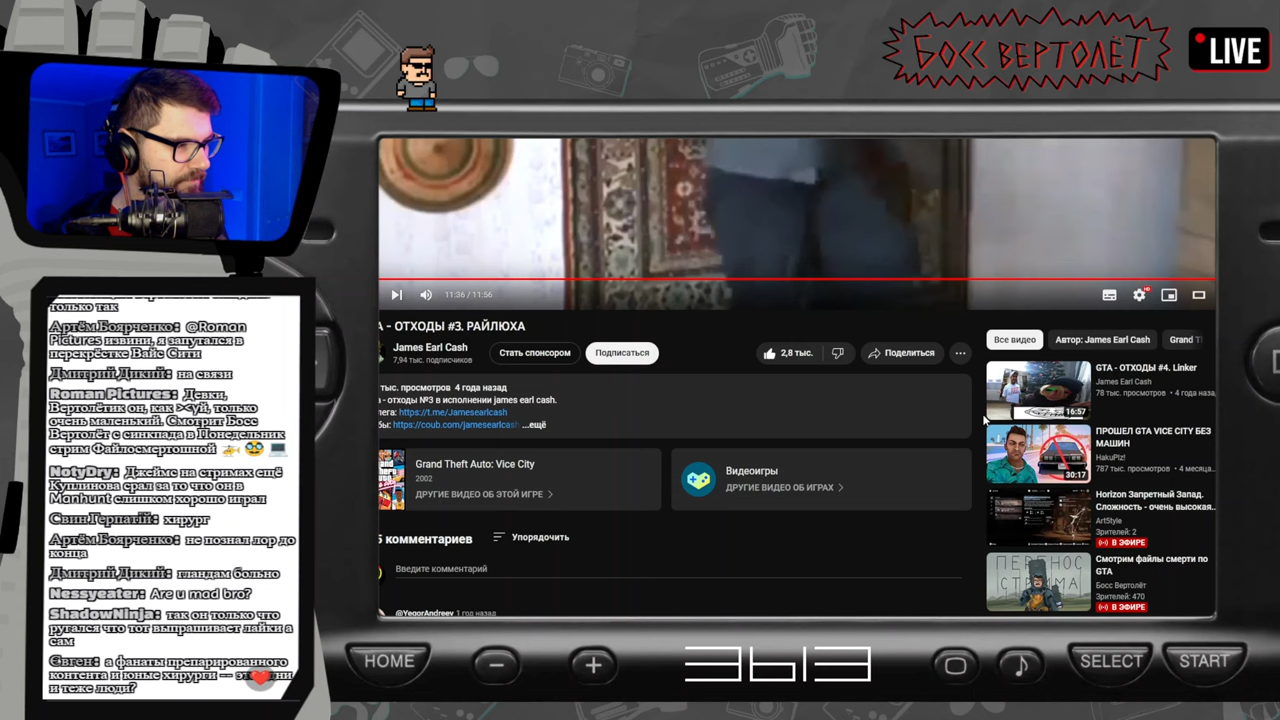 БОСС ВЕРТОЛЁТ
LIVE
только так
Артём Боярченко: @Roman
Pictures извини, я запутался в
перекрёстке Вайс Сити
Дмитрий Дикий: на связи
Roman Pictures: Девки,
Вертолётик он, как ><уй, только
очень маленький. Смотрит Босс
Вертолёт с синкпада в Понедельник
стрим Файлосмертошной 🚁 🥸 💻
NotyDry: Джеймс на стримах ещё
Куплинова срал за то что он в
Manhunt слишком хорошо играл
Свин Герпатій: хирург
Артём Боярченко: не познал лор до
конца
Дмитрий Дикий: гландам больно
Nessyeater: Are u mad bro?
ShadowNinja: так он только что
ругался что тот выпрашивает лайки а
сам
Євген: а фанаты препарированного
контента и юные хирурги -- это
и теже люди?
11:36 / 11:56
А - ОТХОДЫ #3. РАЙЛЮХА
James Earl Cash
7,94 тыс. подписчиков
Стать спонсором
Подписаться
2,8 тыс.
Поделиться
тыс. просмотров 4 года назад
- отходы №3 в исполнении james earl cash.
лега: https://t.me/Jamesearlcash
бы: https://coub.com/jamesearlcash ...ещё
Grand Theft Auto: Vice City
2002
ДРУГИЕ ВИДЕО ОБ ЭТОЙ ИГРЕ
Видеоигры
ДРУГИЕ ВИДЕО ОБ ИГРАХ
комментариев
Упорядочить
Введите комментарий
@YegorAndreev 1 год назад
Все видео
Автор: James Earl Cash
Grand T
GTA - ОТХОДЫ #4. Linker
James Earl Cash
78 тыс. просмотров • 4 года наза
16:57
ПРОШЕЛ GTA VICE CITY БЕЗ
МАШИН
HakuPlz!
787 тыс. просмотров • 4 месяца..
30:17
Horizon Запретный Запад.
Сложность - очень высокая..
ArtStyle
Зрителей: 2
В ЭФИРЕ
ПЕРЕНОС
СТРИМА
Смотрим файлы смерти по
GTA
Босс Вертолёт
Зрителей: 470
В ЭФИРЕ
HOME
SELECT
START